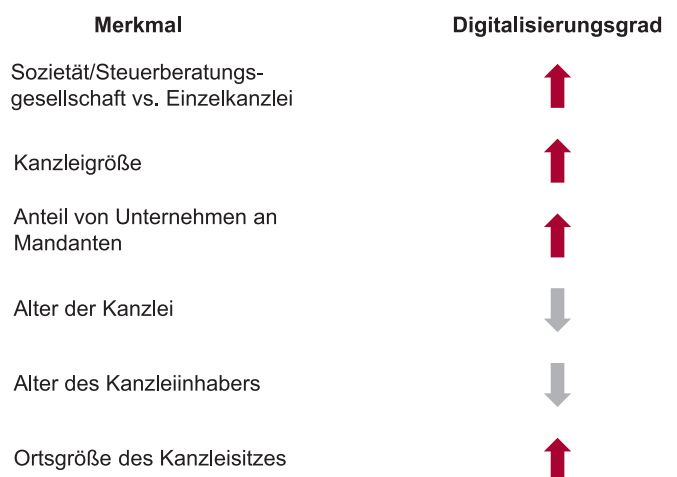 Merkmal Digitalisierungsgrad
Sozietät/Steuerberatungs-
gesellschaft vs. Einzelkanzlei
Kanzleigröße
Anteil von Unternehmen an
Mandanten
Alter der Kanzlei
Alter des Kanzleiinhabers
Ortsgröße des Kanzleisitzes